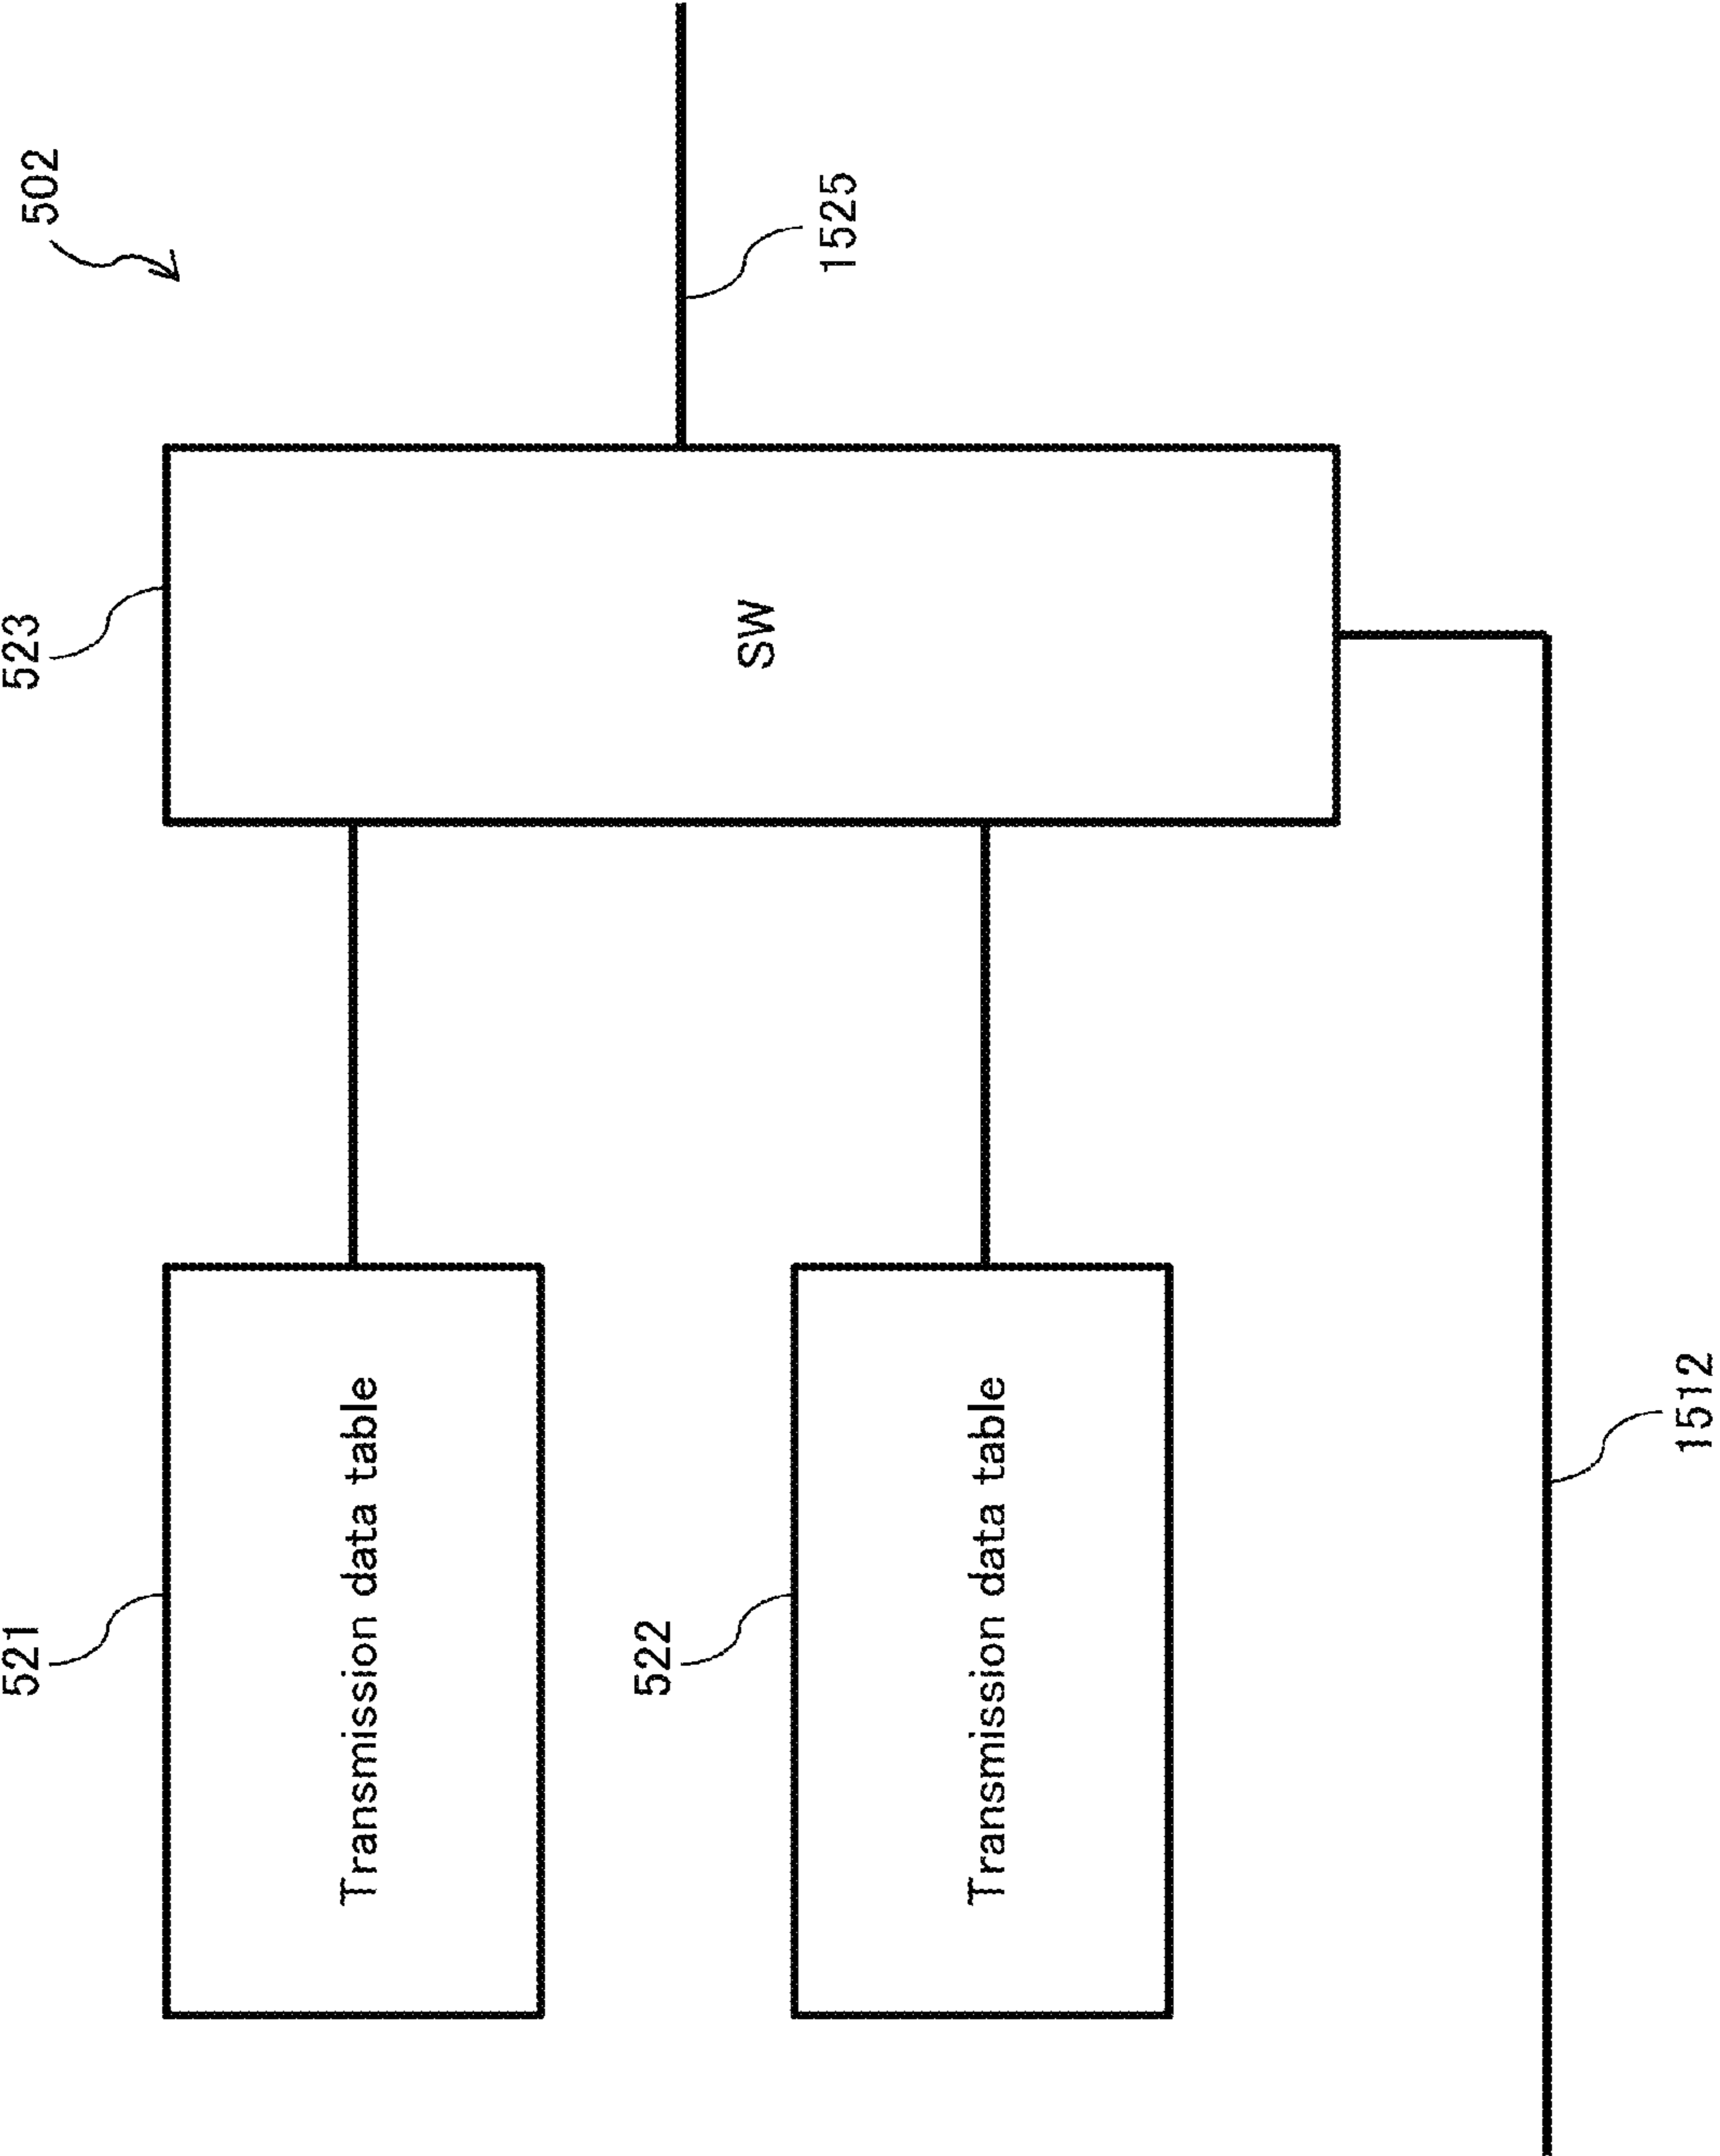 521
523
502
Transmission data table
522
SW
1525
Transmission data table
1512